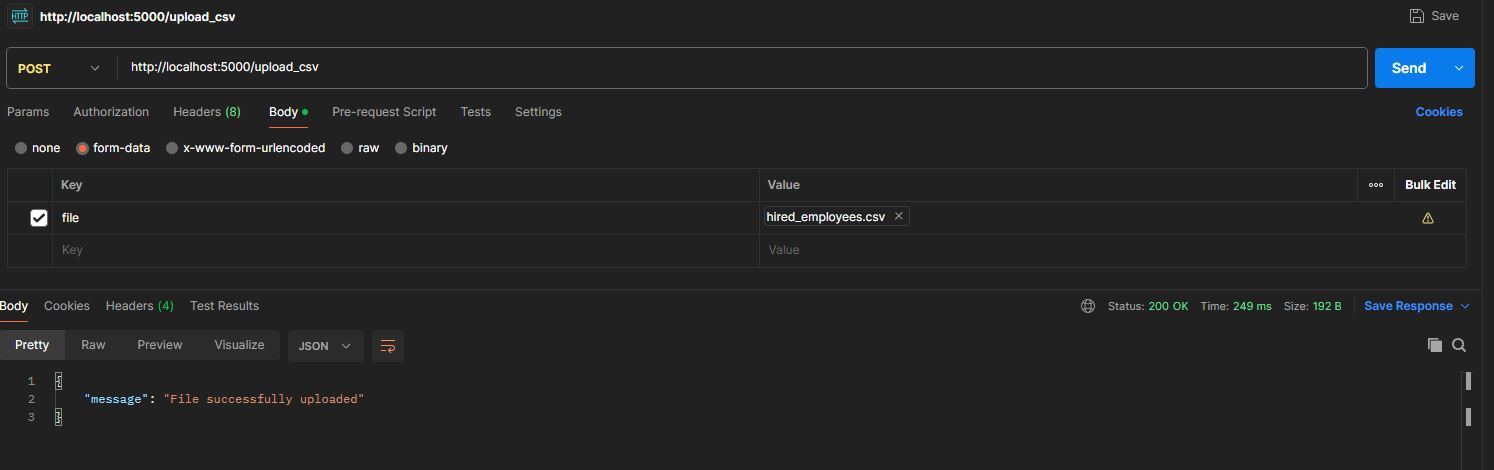 HTTP http://localhost:5000/upload_csv Save
POST http://localhost:5000/upload_csv Send
Params Authorization Headers (8) Body Pre-request Script Tests Settings Cookies
none form-data x-www-form-urlencoded raw binary
Key Value ooo Bulk Edit
file hired_employees.csv
Key Value
Body Cookies Headers (4) Test Results Status: 200 OK Time: 249 ms Size: 192 B Save Response
Pretty Raw Preview Visualize JSON
1 {
2 "message": "File successfully uploaded"
3 }